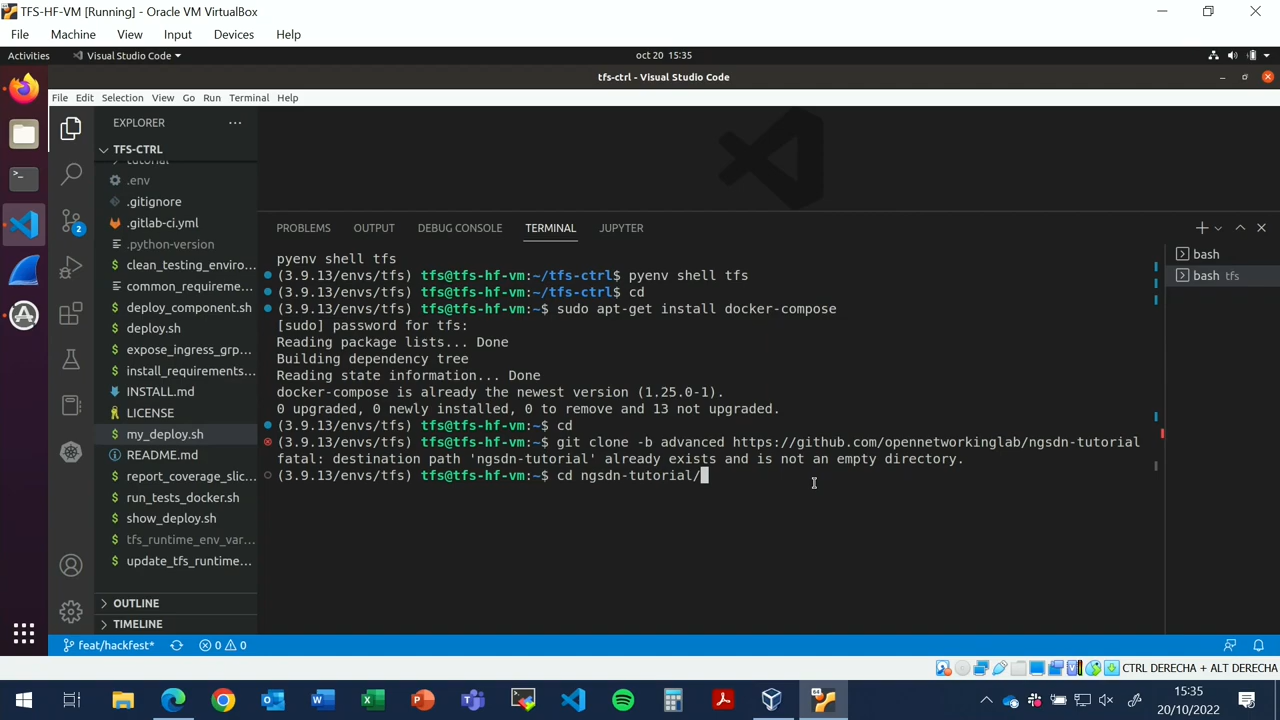 TFS-HF-VM [Running] - Oracle VM VirtualBox
File Machine View Input Devices Help
Activities Visual Studio Code oct 20 15:35
tfs-ctrl - Visual Studio Code
File Edit Selection View Go Run Terminal Help
EXPLORER
TFS-CTRL
tutorial
.env
.gitignore
.gitlab-ci.yml
.python-version
clean_testing_enviro...
common_requireme...
deploy_component.sh
deploy.sh
expose_ingress_grp...
install_requirements...
INSTALL.md
LICENSE
my_deploy.sh
README.md
report_coverage_slic...
run_tests_docker.sh
show_deploy.sh
tfs_runtime_env_var...
update_tfs_runtime...
OUTLINE
TIMELINE
2
PROBLEMS OUTPUT DEBUG CONSOLE TERMINAL JUPYTER
pyenv shell tfs
(3.9.13/envs/tfs) tfs@tfs-hf-vm:~/tfs-ctrl$ pyenv shell tfs
(3.9.13/envs/tfs) tfs@tfs-hf-vm:~/tfs-ctrl$ cd
(3.9.13/envs/tfs) tfs@tfs-hf-vm:~$ sudo apt-get install docker-compose
[sudo] password for tfs:
Reading package lists... Done
Building dependency tree
Reading state information... Done
docker-compose is already the newest version (1.25.0-1).
0 upgraded, 0 newly installed, 0 to remove and 13 not upgraded.
(3.9.13/envs/tfs) tfs@tfs-hf-vm:~$ cd
(3.9.13/envs/tfs) tfs@tfs-hf-vm:~$ git clone -b advanced https://github.com/opennetworkinglab/ngsdn-tutorial
fatal: destination path 'ngsdn-tutorial' already exists and is not an empty directory.
(3.9.13/envs/tfs) tfs@tfs-hf-vm:~$ cd ngsdn-tutorial/
bash
bash tfs
feat/hackfest* 0 0
CTRL DERECHA + ALT DERECHA
15:35
20/10/2022